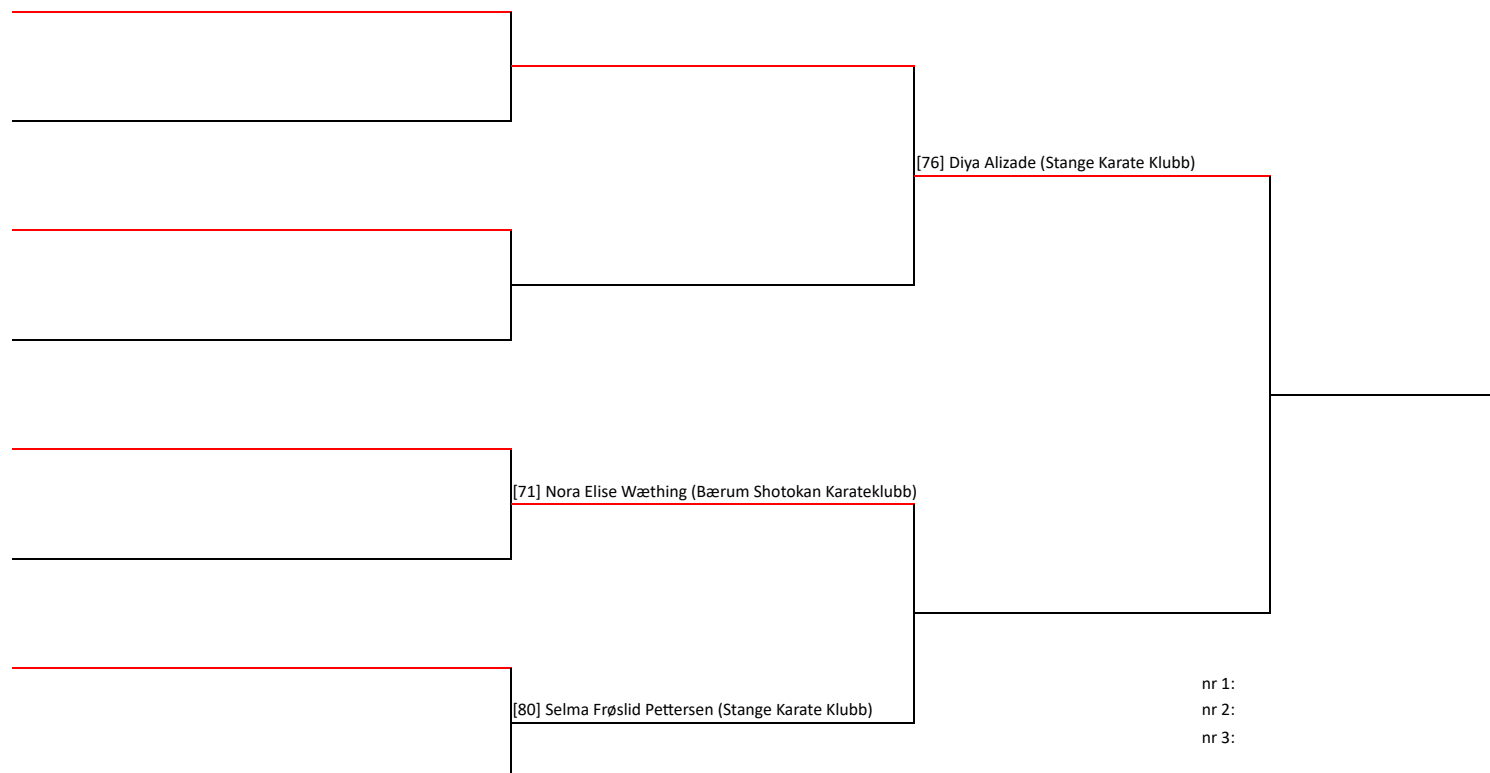 [76] Diya Alizade (Stange Karate Klubb)
[71] Nora Elise Wæthing (Bærum Shotokan Karateklubb)
[80] Selma Frøslid Pettersen (Stange Karate Klubb)
nr 1:
nr 2:
nr 3: